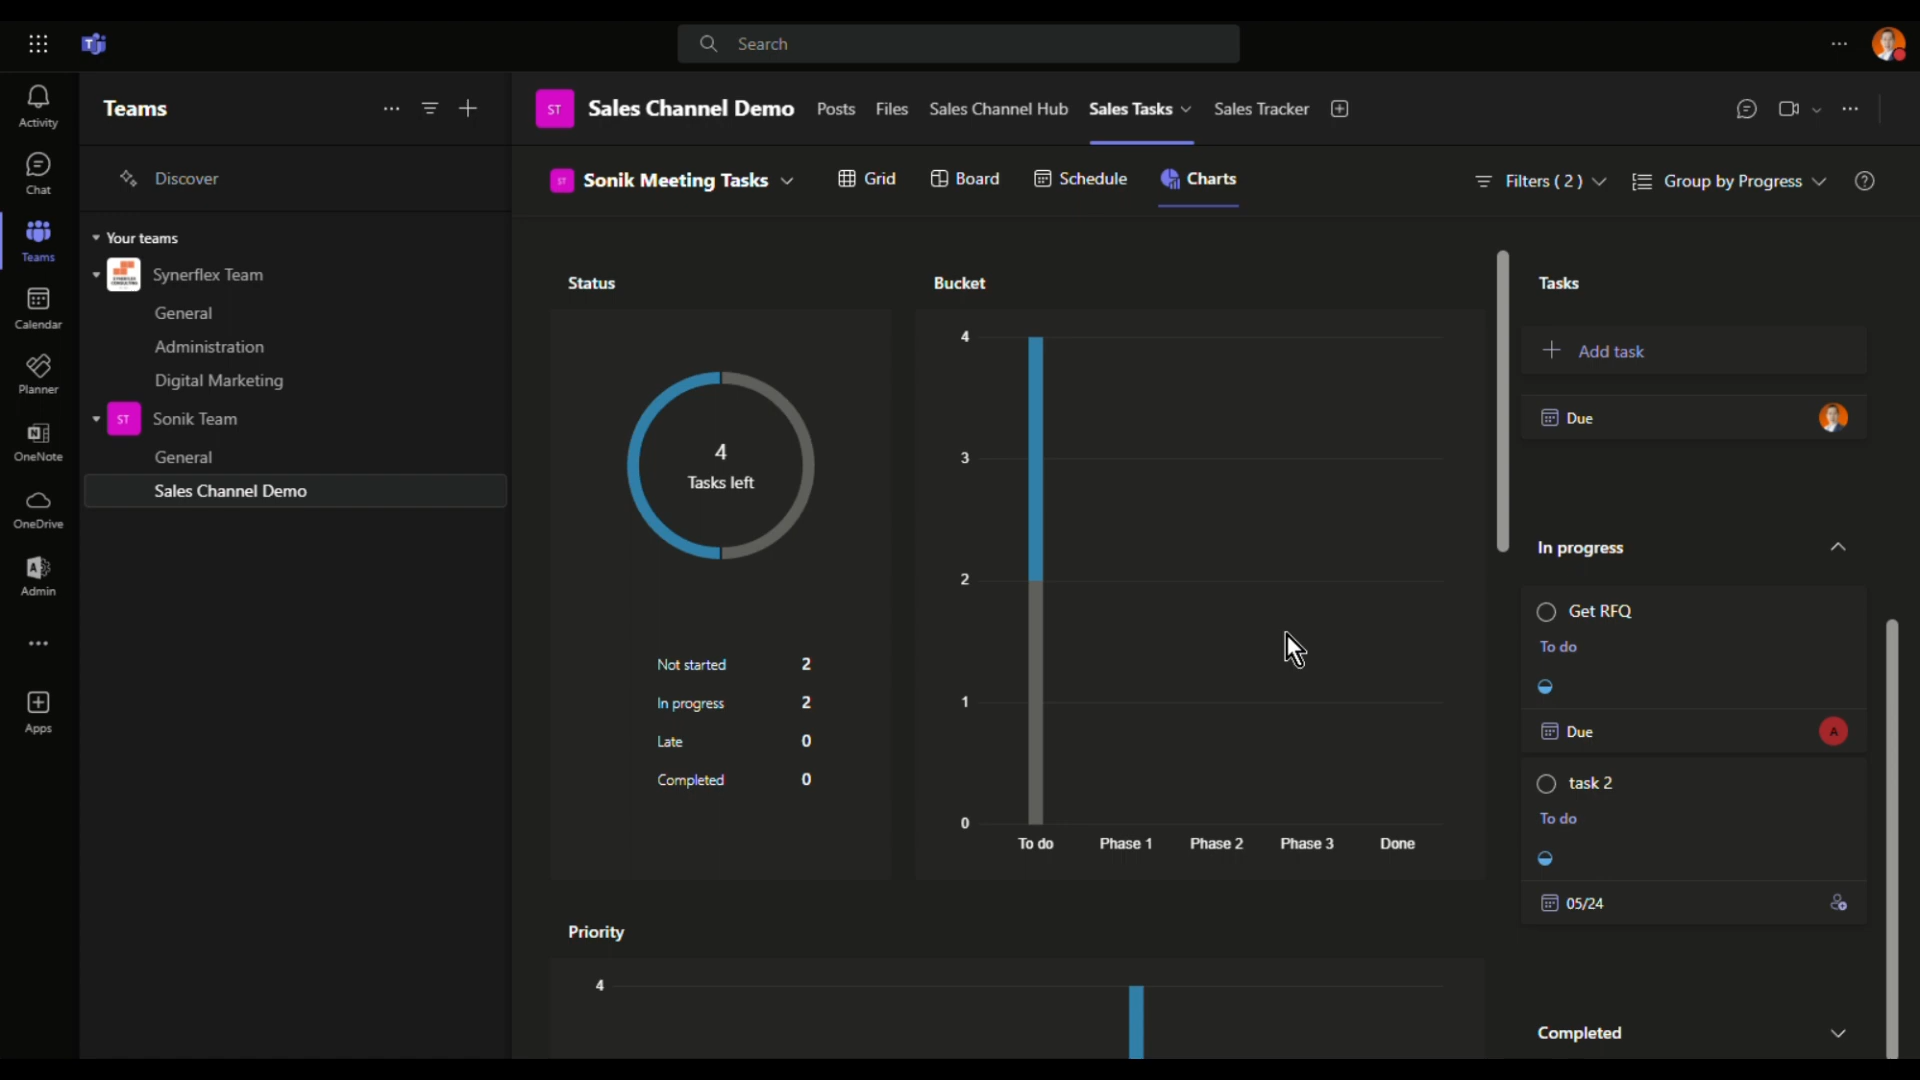 Search
Activity
Chat
Teams
Calendar
Planner
OneNote
OneDrive
Admin
Apps
Teams
Discover
Your teams
Synerflex Team
General
Administration
Digital Marketing
ST Sonik Team
General
Sales Channel Demo
ST Sales Channel Demo Posts Files Sales Channel Hub Sales Tasks Sales Tracker
ST Sonik Meeting Tasks Grid Board Schedule Charts Filters ( 2 ) Group by Progress
Status
4
Tasks left
Not started 2
In progress 2
Late 0
Completed 0
Bucket
4
3
2
1
0
To do Phase 1 Phase 2 Phase 3 Done
Priority
4
Tasks
Add task
Due
In progress
Get RFQ
To do
Due A
task 2
To do
05/24
Completed